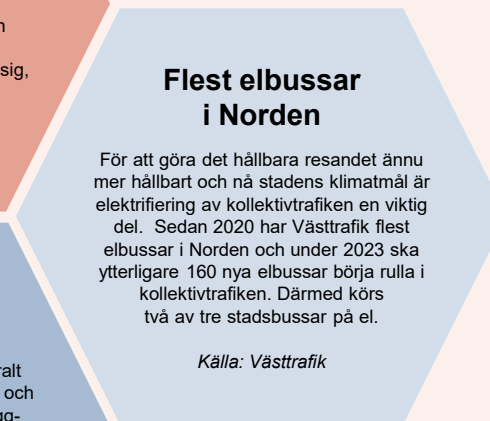 sig,
Flest elbussar
i Norden
För att göra det hållbara resandet ännu
mer hållbart och nå stadens klimatmål är
elektrifiering av kollektivtrafiken en viktig
del.  Sedan 2020 har Västtrafik flest
elbussar i Norden och under 2023 ska
ytterligare 160 nya elbussar börja rulla i
kollektivtrafiken. Därmed körs
två av tre stadsbussar på el.
Källa: Västtrafik
och